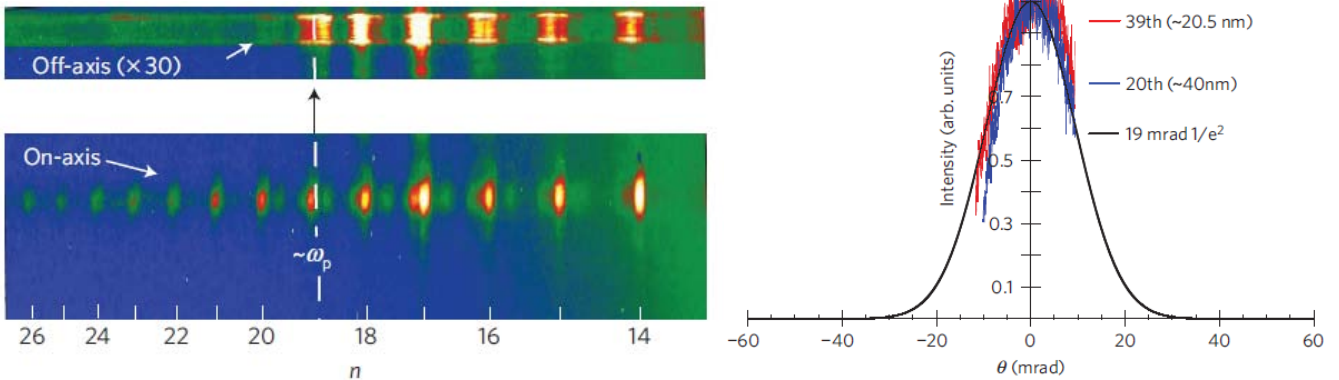 Off-axis (×30)
On-axis
~ωp
26 24 22 20 18 16 14
n
Intensity (arb. units)
0.7
0.5
0.3
0.1
−60 −40 −20 0 20 40 60
θ (mrad)
39th (~20.5 nm)
20th (~40nm)
19 mrad 1/e²